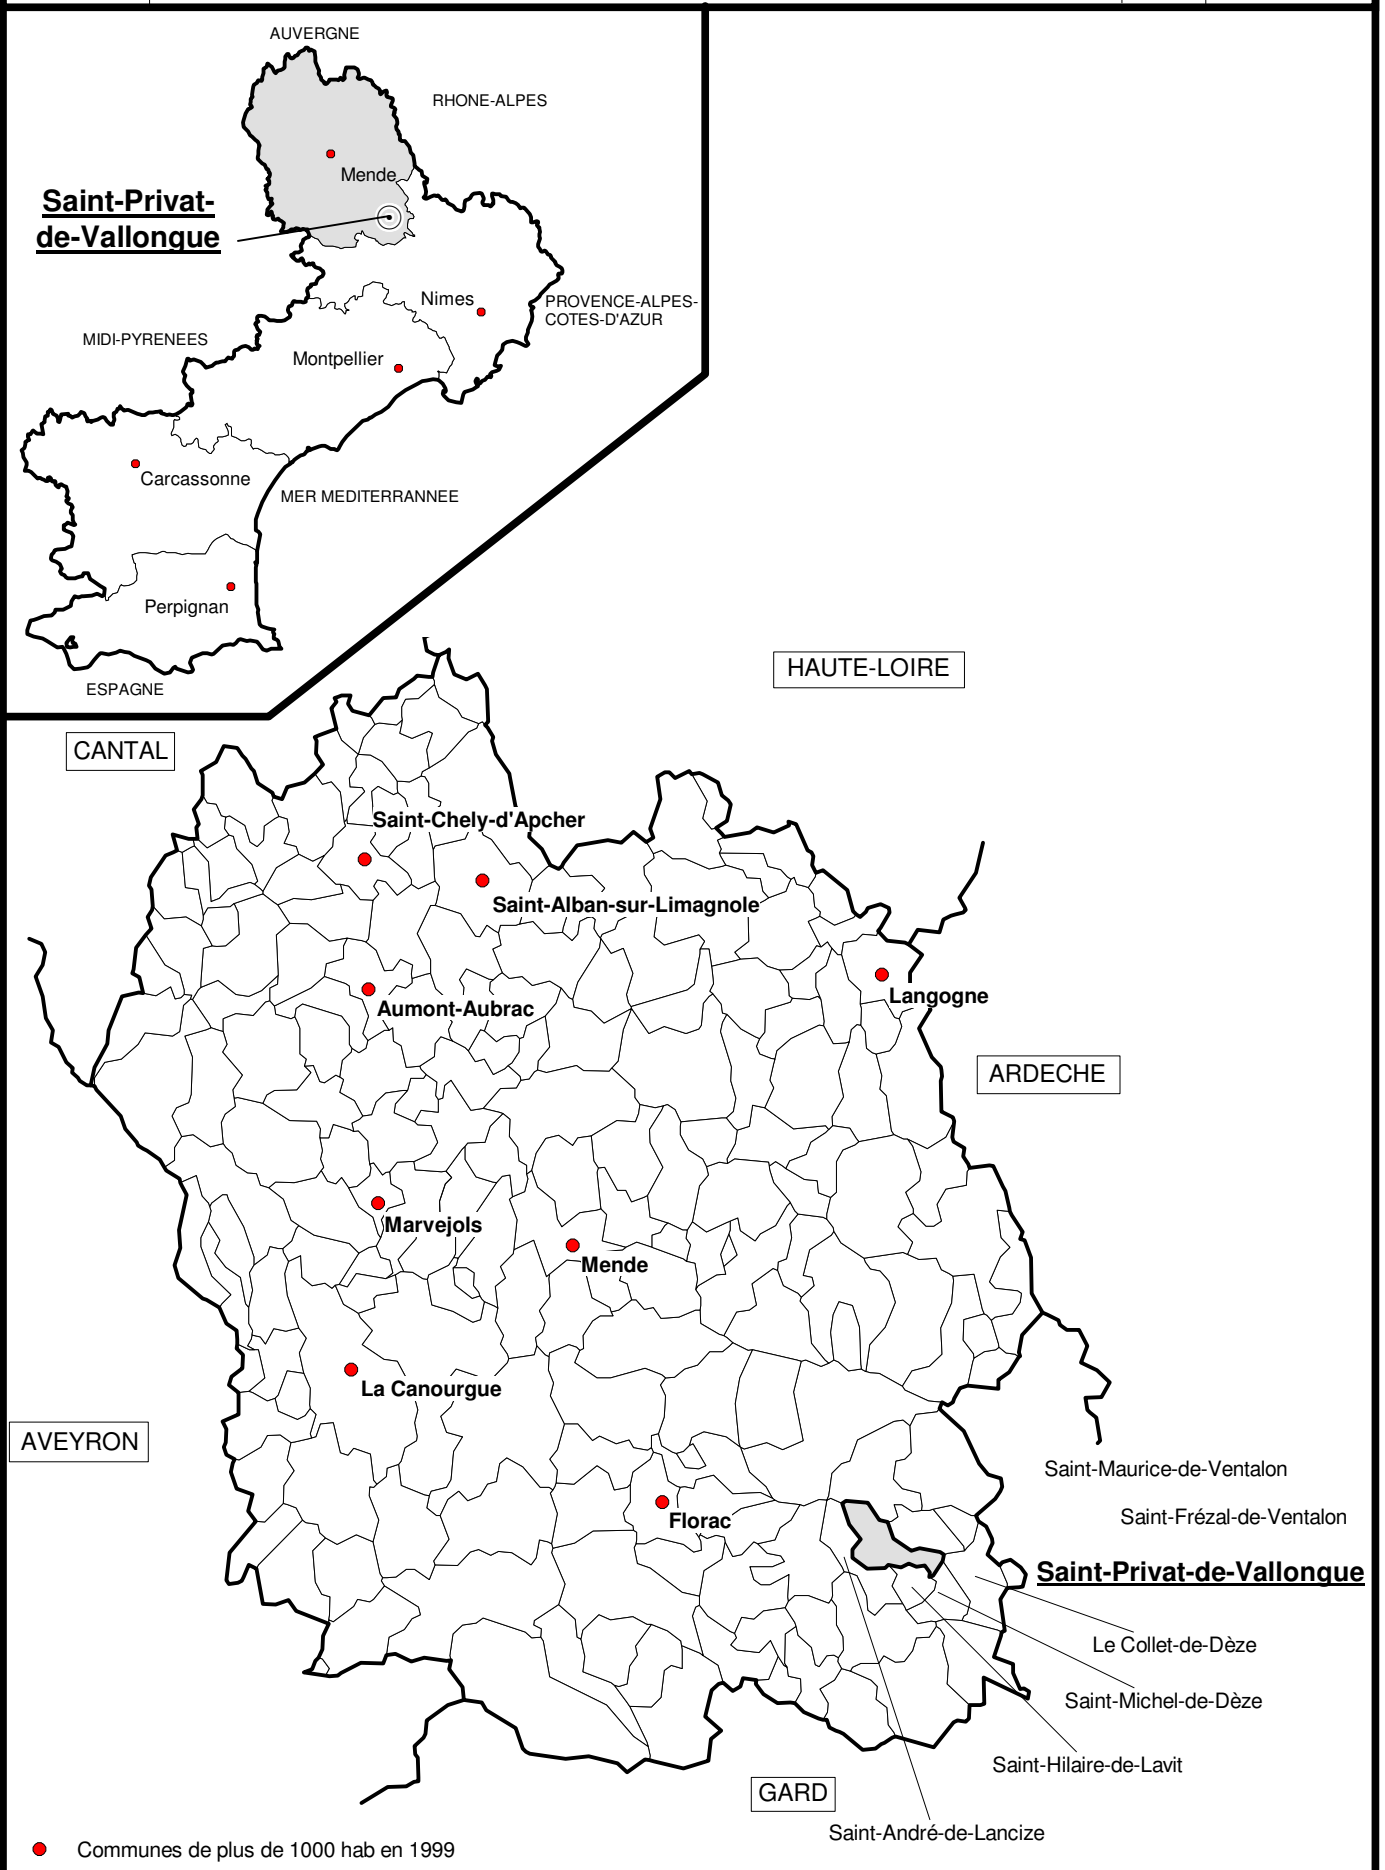 AUVERGNE
RHONE-ALPES
Mende
Saint-Privat-
de-Vallongue
Nimes
PROVENCE-ALPES-
COTES-D'AZUR
MIDI-PYRENEES
Montpellier
Carcassonne
MER MEDITERRANNEE
Perpignan
ESPAGNE
HAUTE-LOIRE
CANTAL
Saint-Chely-d'Apcher
Saint-Alban-sur-Limagnole
Langogne
Aumont-Aubrac
ARDECHE
Marvejols
Mende
La Canourgue
AVEYRON
Saint-Maurice-de-Ventalon
Saint-Frézal-de-Ventalon
Florac
Saint-Privat-de-Vallongue
Le Collet-de-Dèze
Saint-Michel-de-Dèze
Saint-Hilaire-de-Lavit
GARD
Saint-André-de-Lancize
Communes de plus de 1000 hab en 1999